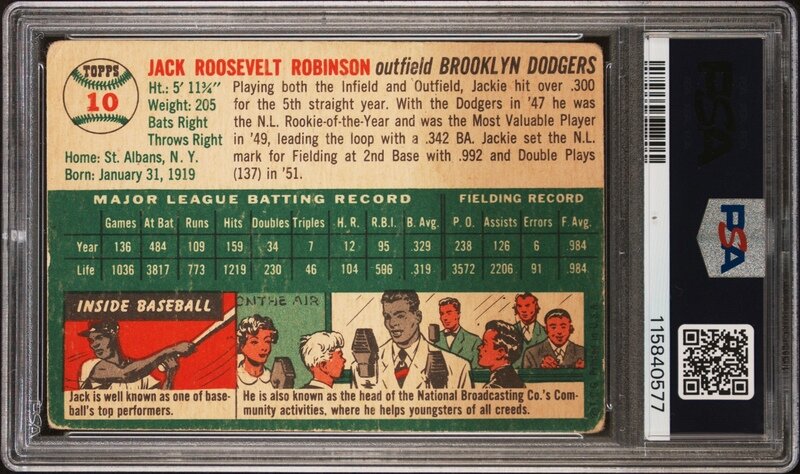 TOPPS
10
JACK ROOSEVELT ROBINSON outfield BROOKLYN DODGERS
Ht.: 5' 11¾"
Weight: 205
Bats Right
Throws Right
Home: St. Albans, N. Y.
Born: January 31, 1919
Playing both the Infield and Outfield, Jackie hit over .300
for the 5th straight year. With the Dodgers in '47 he was
the N.L. Rookie-of-the-Year and was the Most Valuable Player
in '49, leading the loop with a .342 BA. Jackie set the N.L.
mark for Fielding at 2nd Base with .992 and Double Plays
(137) in '51.
MAJOR LEAGUE BATTING RECORD FIELDING RECORD
Games At Bat Runs Hits Doubles Triples H. R. R.B.I. B. Avg. P. O. Assists Errors F. Avg.
Year 136 484 109 159 34 7 12 95 .329 238 126 6 .984
Life 1036 3817 773 1219 230 46 104 596 .319 3572 2206 91 .984
INSIDE BASEBALL
ON THE AIR
Jack is well known as one of base-
ball's top performers.
He is also known as the head of the National Broadcasting Co.'s Com-
munity activities, where he helps youngsters of all creeds.
PSA
PSA
115840577